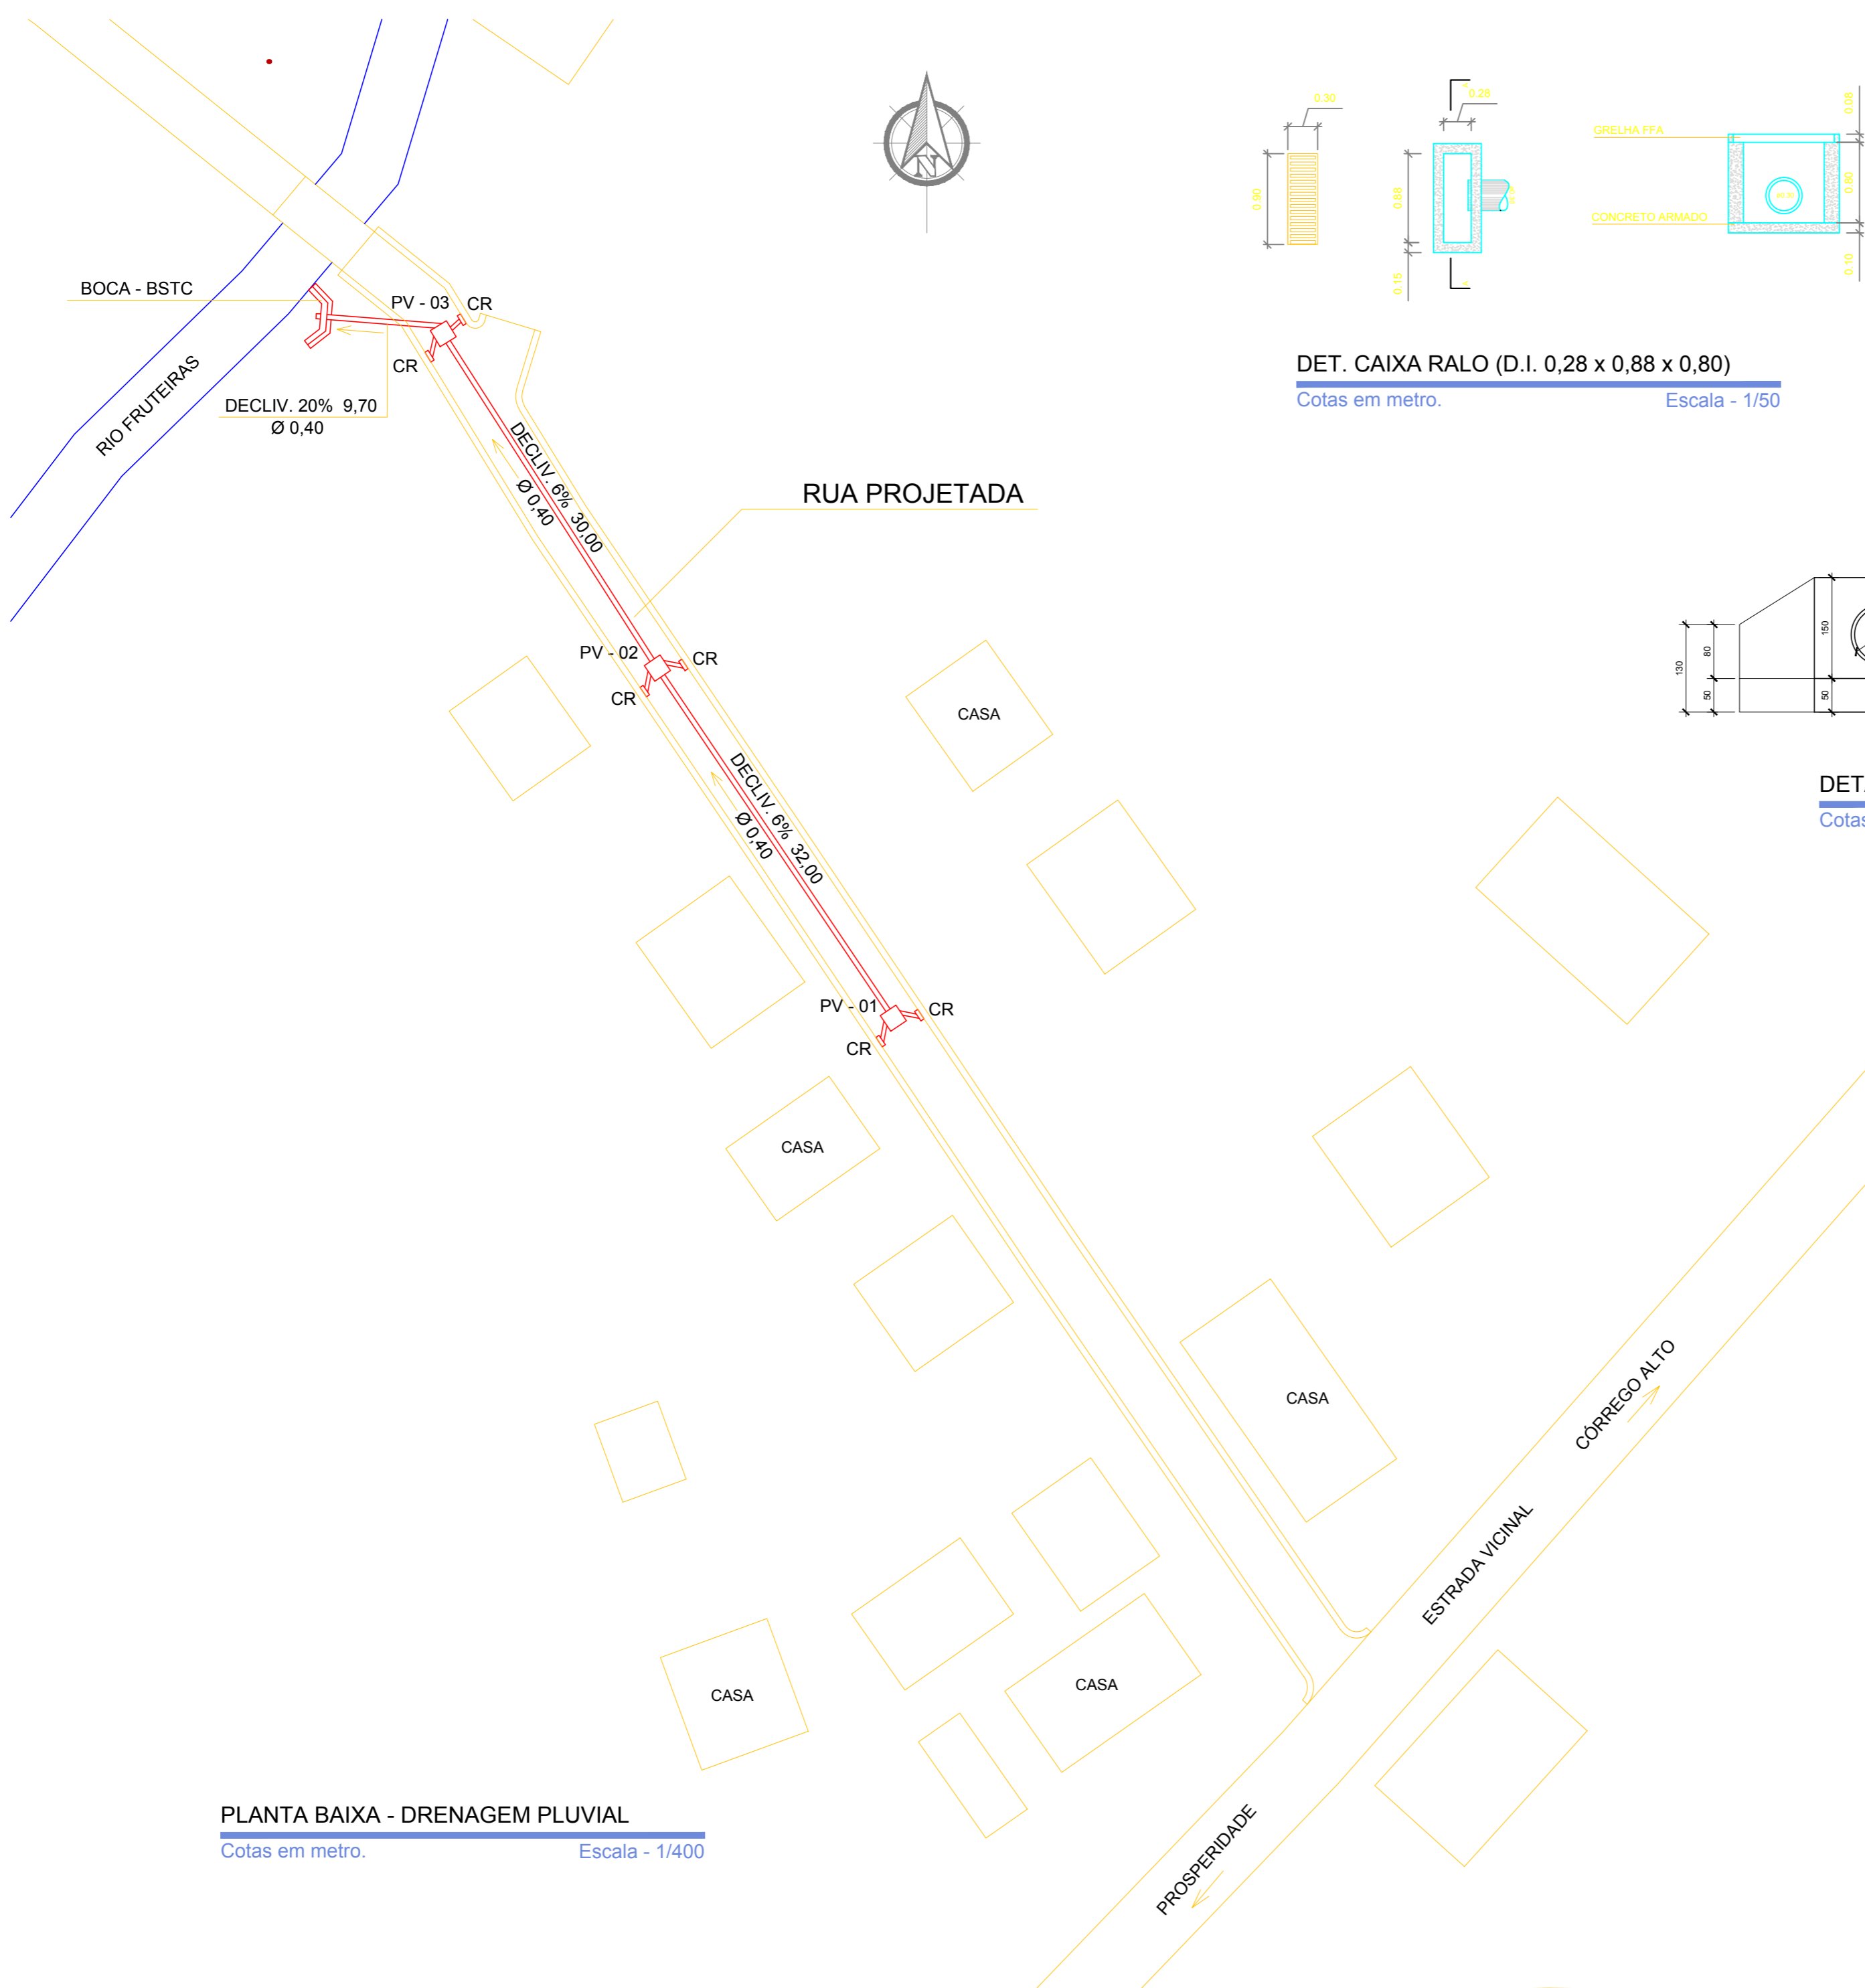 BOCA - BSTC
PV - 03
CR
CR
DECLIV. 20% 9,70
Ø 0,40
RIO FRUTEIRAS
N
DECLIV. 6% 30,00
Ø 0,40
RUA PROJETADA
PV - 02
CR
CR
CASA
DECLIV. 6% 32,00
Ø 0,40
PV - 01
CR
CR
CASA
CASA
CASA
CASA
CÓRREGO ALTO
ESTRADA VICINAL
PROSPERIDADE
PLANTA BAIXA - DRENAGEM PLUVIAL
Cotas em metro.
Escala - 1/400
0.30
0.90
0.28
0.88
0.15
GRELHA FFA
CONCRETO ARMADO
0.08
0.80
0.10
DET. CAIXA RALO (D.I. 0,28 x 0,88 x 0,80)
Cotas em metro.
Escala - 1/50
130
80
50
150
50
DETA
Cotas